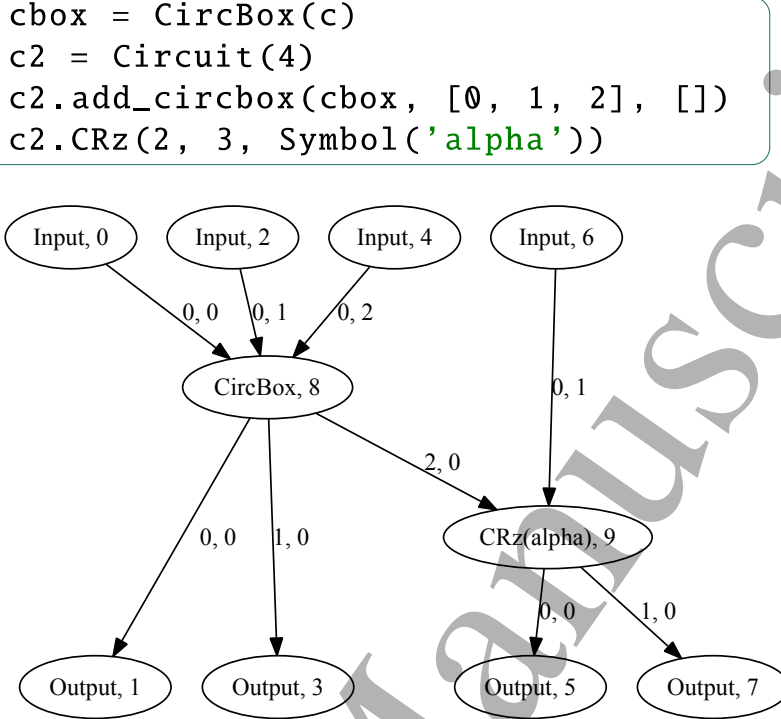 cbox = CircBox(c)
c2 = Circuit(4)
c2.add_circbox(cbox, [0, 1, 2], [])
c2.CRz(2, 3, Symbol('alpha'))
Input, 0
Input, 2
Input, 4
Input, 6
0, 0
0, 1
0, 2
CircBox, 8
0, 1
2, 0
0, 0
1, 0
CRz(alpha), 9
0, 0
1, 0
Output, 1
Output, 3
Output, 5
Output, 7